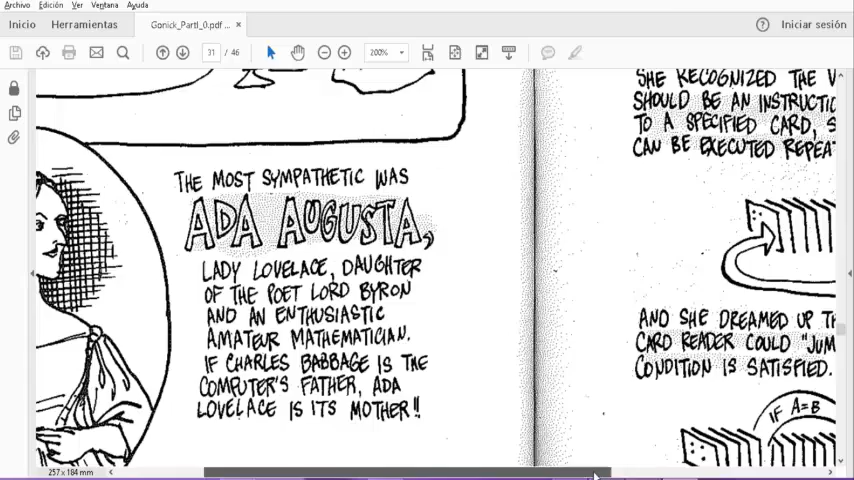 Archivo Edición Ver Ventana Ayuda
Inicio Herramientas Gonick_PartI_0.pdf ... × Iniciar sesión
31 / 46 200%
THE MOST SYMPATHETIC WAS
ADA AUGUSTA,
LADY LOVELACE, DAUGHTER
OF THE POET LORD BYRON
AND AN ENTHUSIASTIC
AMATEUR MATHEMATICIAN.
IF CHARLES BABBAGE IS THE
COMPUTER'S FATHER, ADA
LOVELACE IS ITS MOTHER!!
SHE RECOGNIZED THE
SHOULD BE AN
TO A SPECIFIED CARD,
CAN BE EXECUTED
AND SHE DREAMED UP
CARD READER COULD
CONDITION IS SATISFIED.
IF A=B
257 x 184 mm